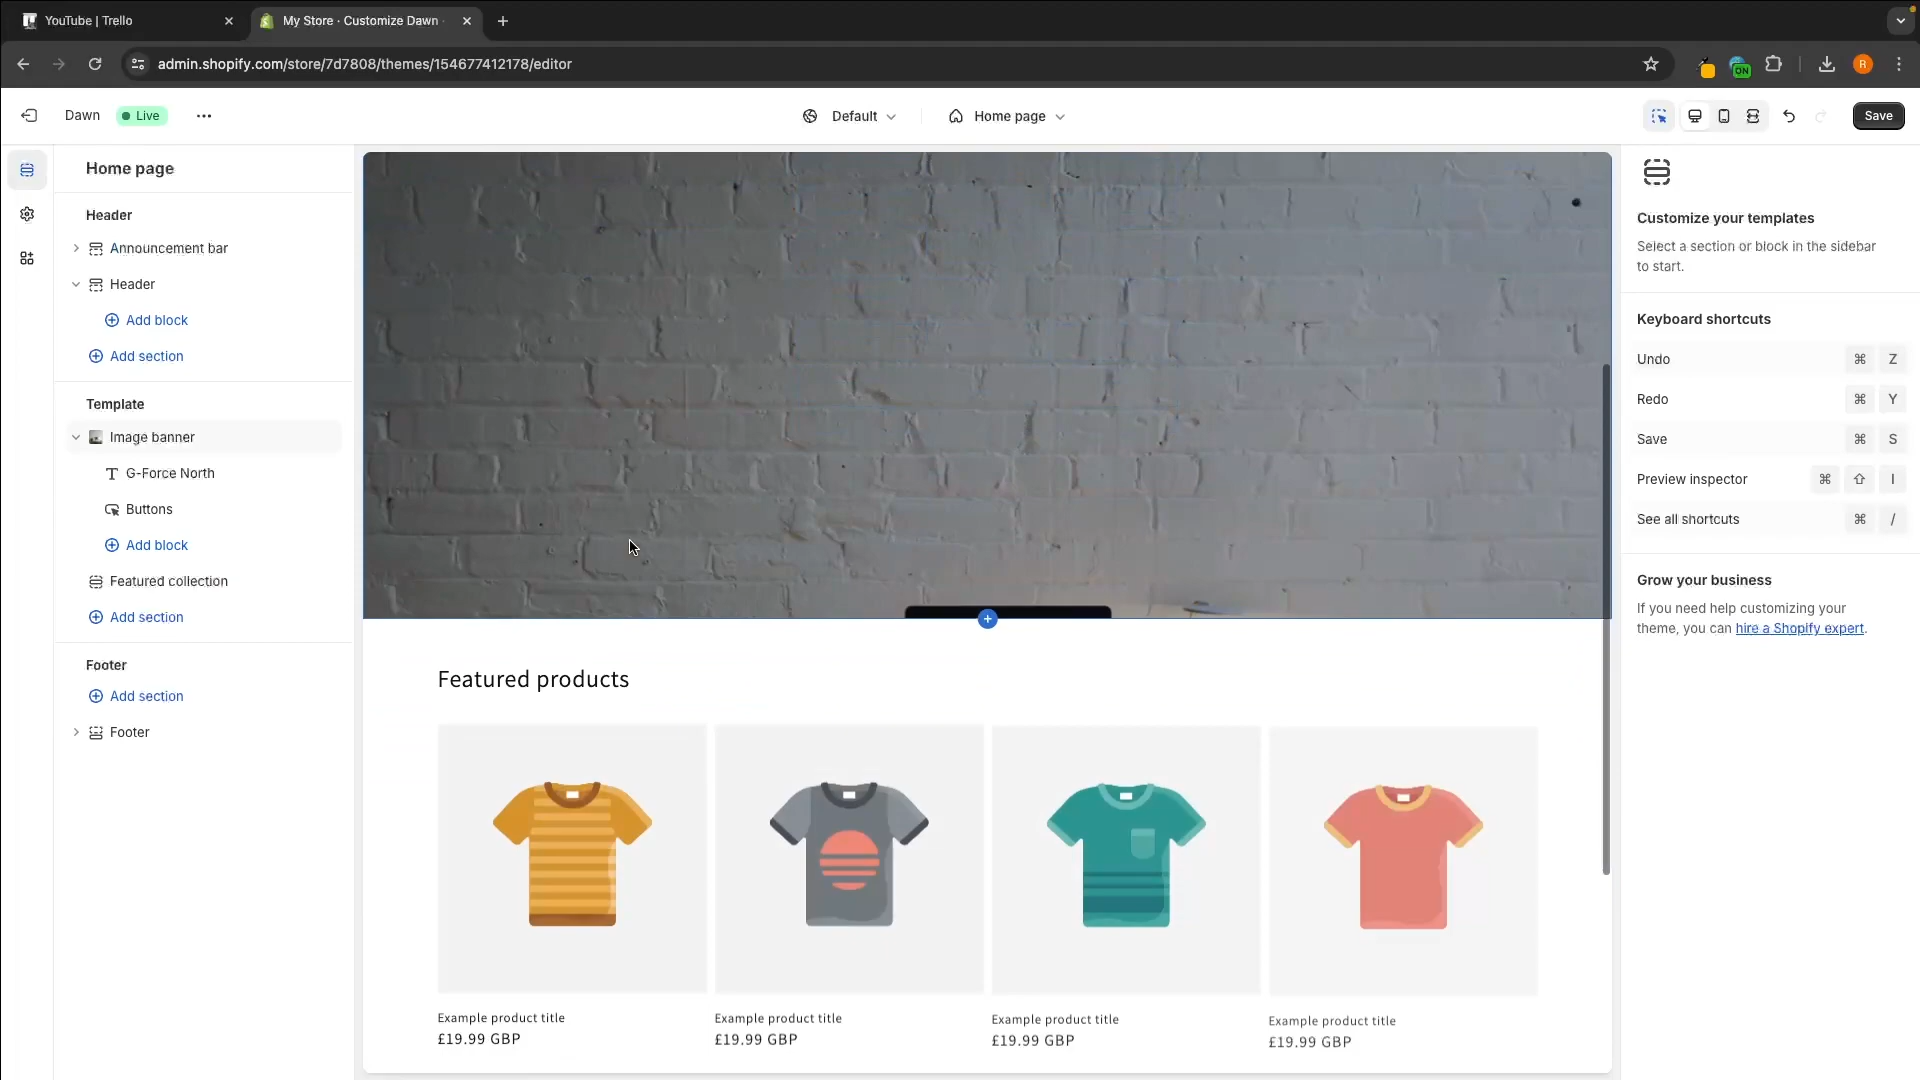 YouTube | Trello
My Store · Customize Dawn
admin.shopify.com/store/7d7808/themes/154677412178/editor
ON
R
Dawn
Live
Default
Home page
Save
Home page
Header
Announcement bar
Header
Add block
Add section
Template
Image banner
G-Force North
Buttons
Add block
Featured collection
Add section
Footer
Add section
Footer
Featured products
Example product title
£19.99 GBP
Example product title
£19.99 GBP
Example product title
£19.99 GBP
Example product title
£19.99 GBP
Customize your templates
Select a section or block in the sidebar
to start.
Keyboard shortcuts
Undo ⌘ Z
Redo ⌘ Y
Save ⌘ S
Preview inspector ⌘ ⇧ I
See all shortcuts ⌘ /
Grow your business
If you need help customizing your
theme, you can hire a Shopify expert.